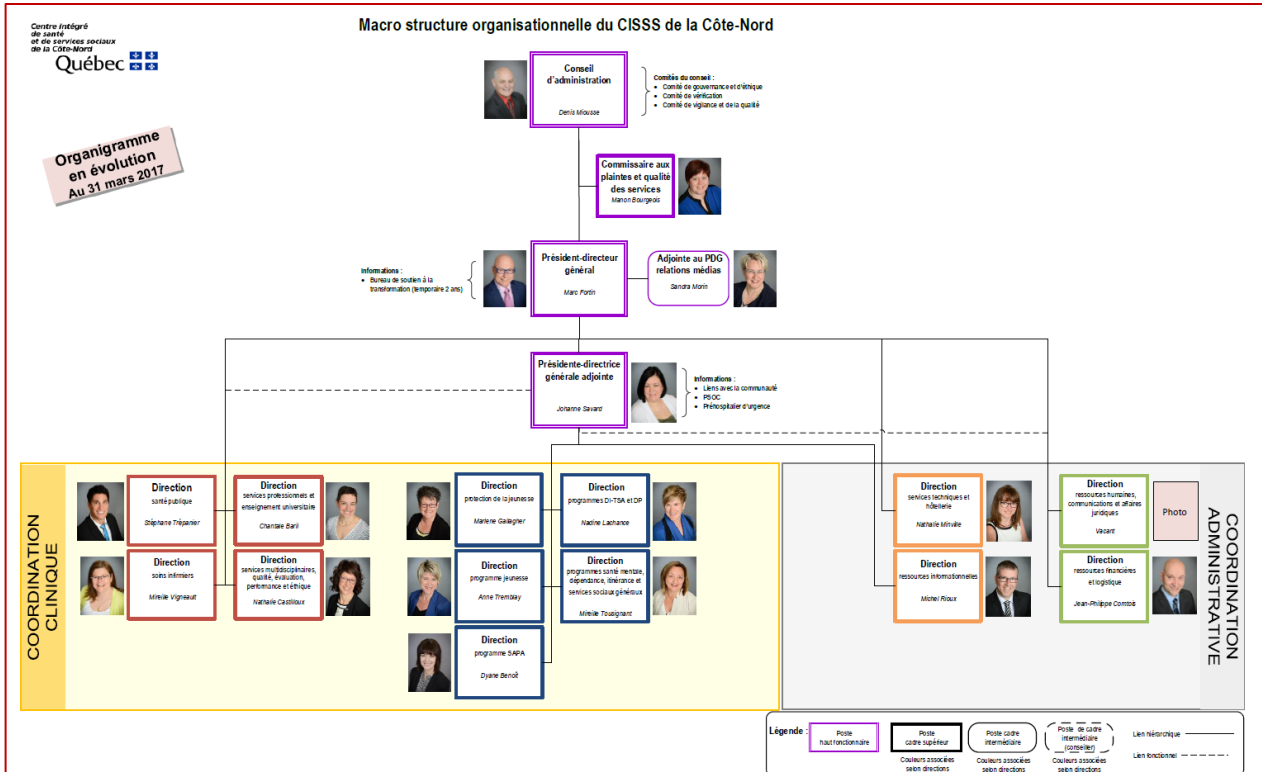 Centre intégré
de santé
et de services sociaux
de la Côte-Nord
Québec
Macro structure organisationnelle du CISSS de la Côte-Nord
Organigramme
en évolution
Au 31 mars 2017
Conseil
d'administration
Denis Miousse
Comités du conseil :
• Comité de gouvernance et d'éthique
• Comité de vérification
• Comité de vigilance et de la qualité
Commissaire aux
plaintes et qualité
des services
Manon Bourgeois
Informations :
• Bureau de soutien à la
transformation (temporaire 2 ans)
Président-directeur
général
Marc Fortin
Adjointe au PDG
relations médias
Sandra Morin
Présidente-directrice
générale adjointe
Johanne Savard
Informations :
• Liens avec la communauté
• PSOC
• Préhospitalier d'urgence
COORDINATION
CLINIQUE
Direction
santé publique
Stéphane Trépanier
Direction
services professionnels et
enseignement universitaire
Chantale Baril
Direction
protection de la jeunesse
Marlene Gallagher
Direction
programmes DI-TSA et DP
Nadine Lachance
Direction
services techniques et
hôtellerie
Nathalie Minville
Direction
ressources humaines,
communications et affaires
juridiques
Vacant
Photo
Direction
soins infirmiers
Mireille Vigneault
Direction
services multidisciplinaires,
qualité, évaluation,
performance et éthique
Nathalie Castilloux
Direction
programme jeunesse
Anne Tremblay
Direction
programmes santé mentale,
dépendance, itinérance et
services sociaux généraux
Mireille Tousignant
Direction
ressources informationnelles
Michel Rioux
Direction
ressources financières
et logistique
Jean-Philippe Comtois
Direction
programme SAPA
Dyane Benoît
COORDINATION
ADMINISTRATIVE
Légende :
Poste
haut fonctionnaire
Poste
cadre supérieur
Couleurs associées
selon directions
Poste cadre
intermédiaire
Couleurs associées
selon directions
Poste de cadre
intermédiaire
(conseiller)
Couleurs associées
selon directions
Lien hiérarchique
Lien fonctionnel